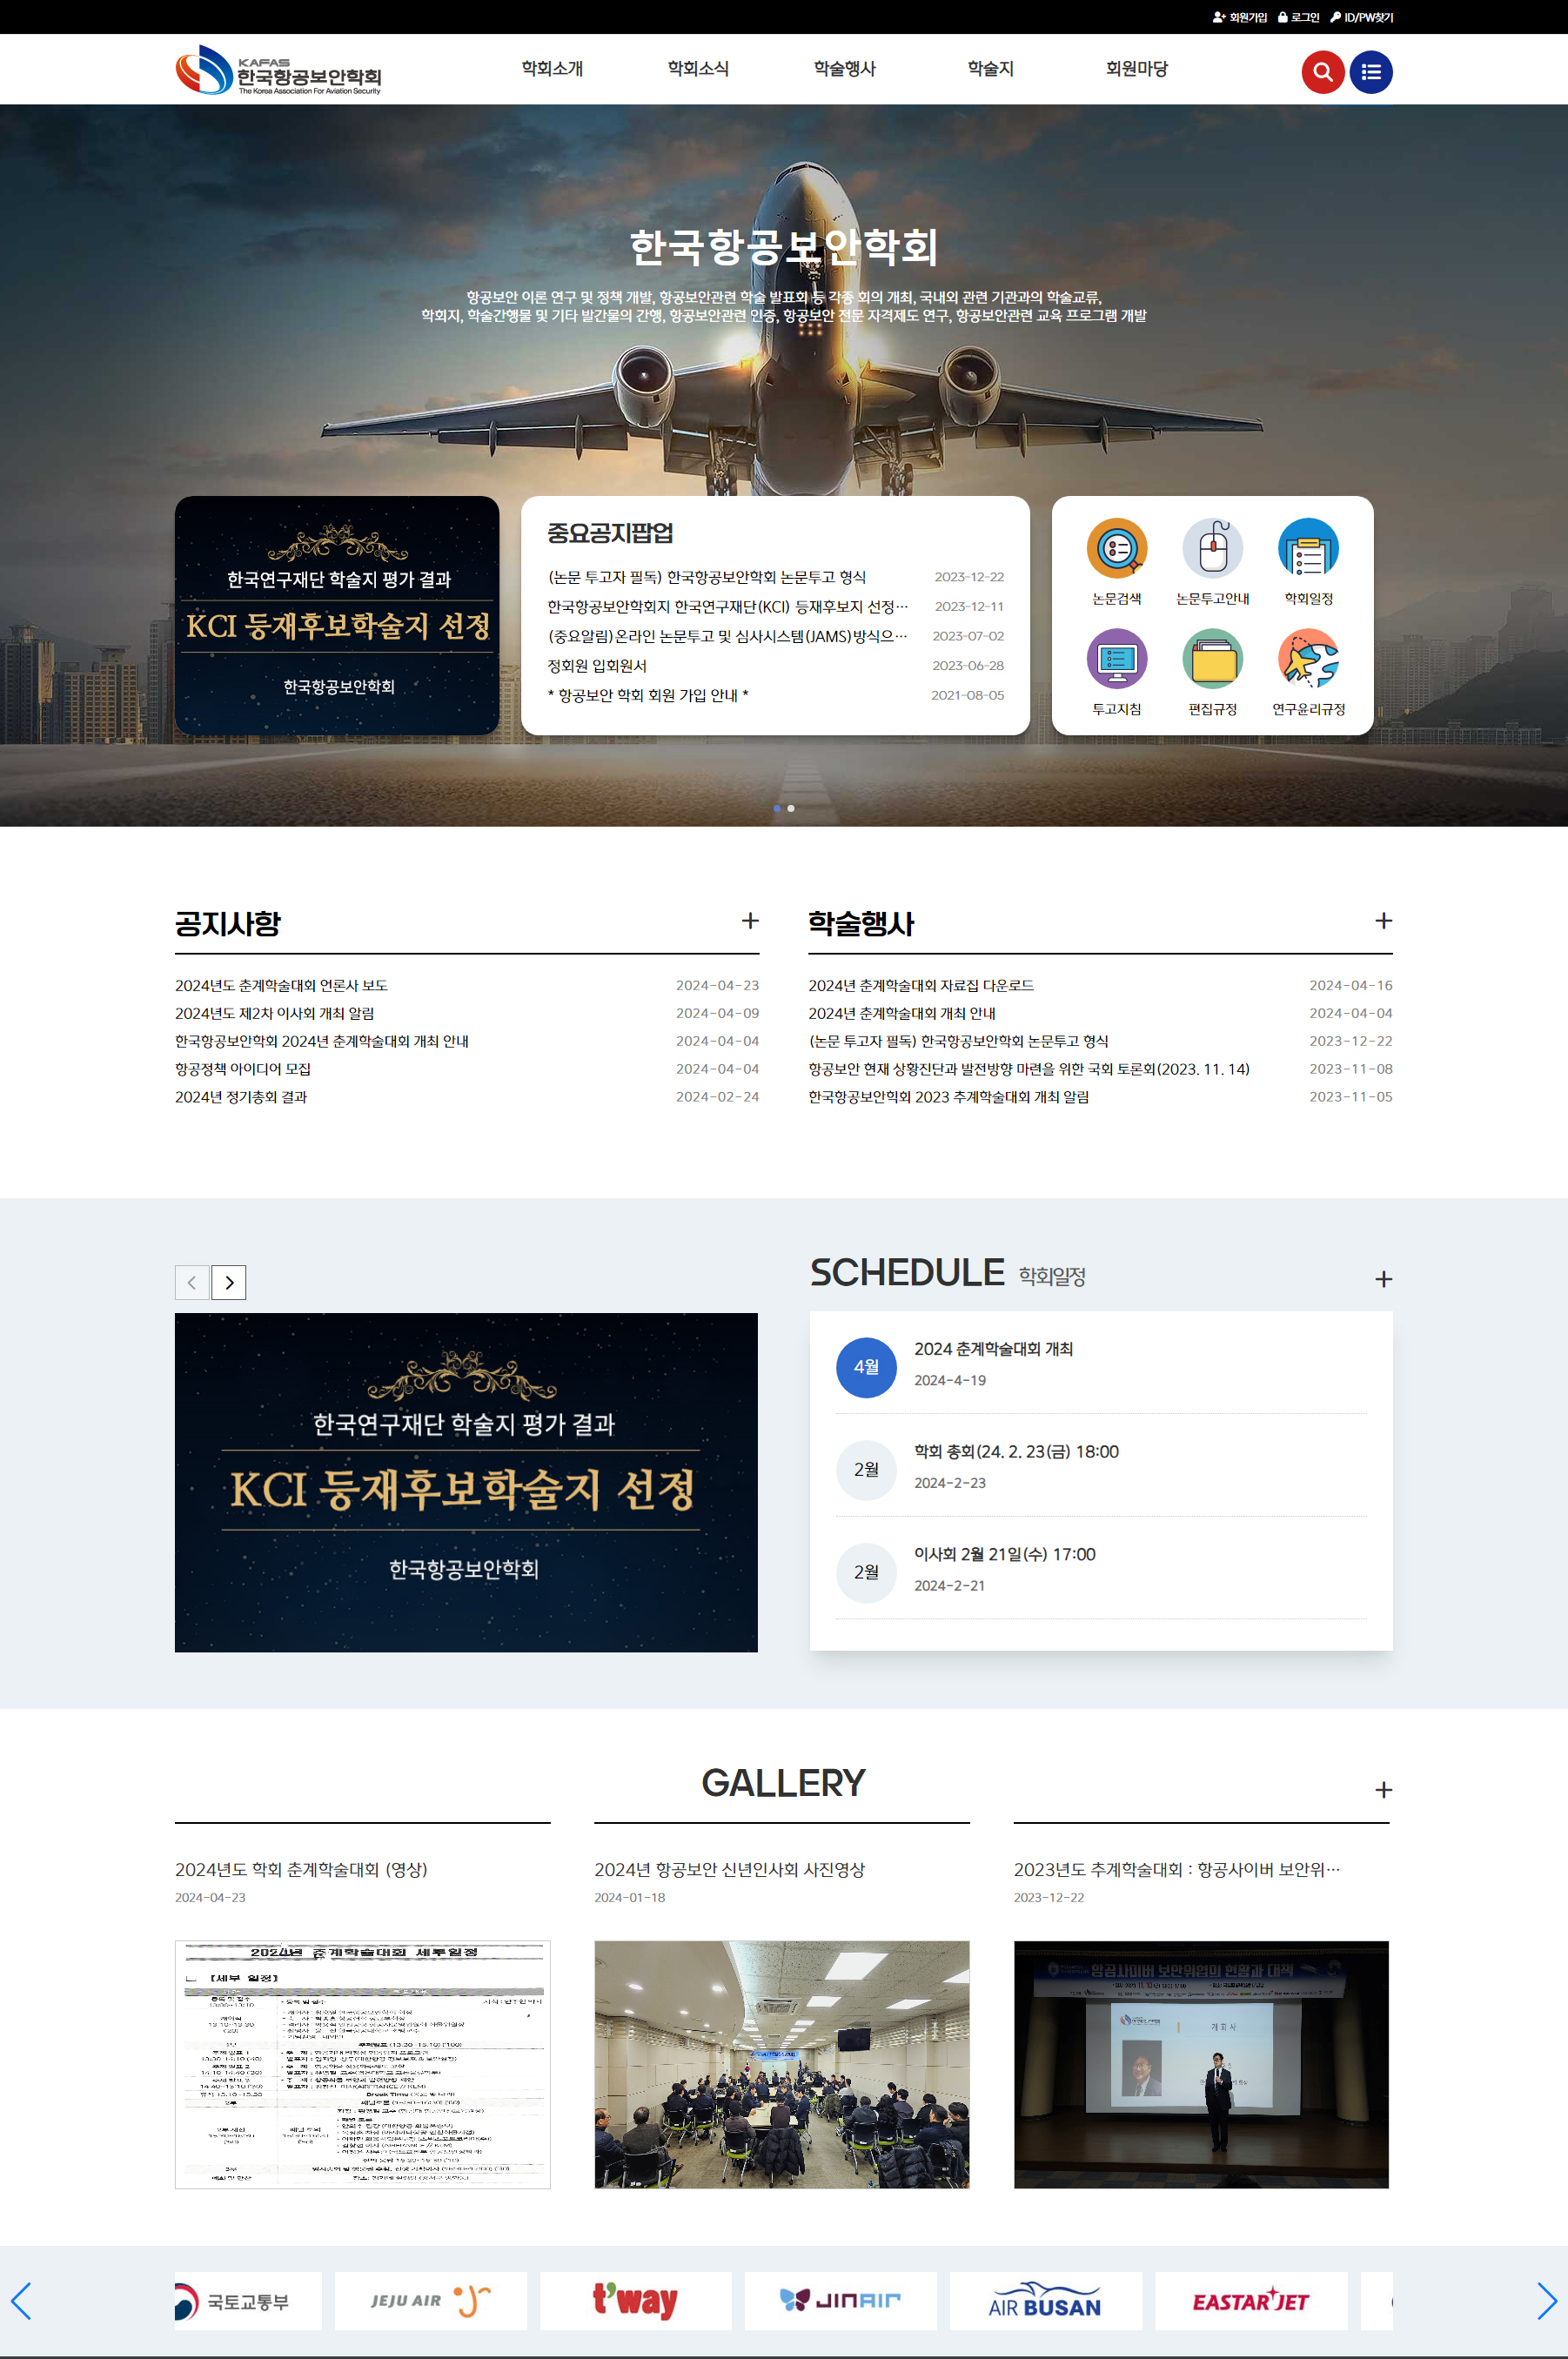 회원가입 로그인 ID/PW찾기
KAFAS
한국항공보안학회
The Korea Association For Aviation Security
학회소개 학회소식 학술행사 학술지 회원마당
한국항공보안학회
항공보안 이론 연구 및 정책 개발, 항공보안관련 학술 발표회 등 각종 회의 개최, 국내외 관련 기관과의 학술교류,
학회지, 학술간행물 및 기타 발간물의 간행, 항공보안관련 인증, 항공보안 전문 자격제도 연구, 항공보안관련 교육 프로그램 개발
한국연구재단 학술지 평가 결과
KCI 등재후보학술지 선정
한국항공보안학회
중요공지팝업
(논문 투고자 필독) 한국항공보안학회 논문투고 형식 2023-12-22
한국항공보안학회지 한국연구재단(KCI) 등재후보지 선정… 2023-12-11
(중요알림)온라인 논문투고 및 심사시스템(JAMS)방식으… 2023-07-02
정회원 입회원서 2023-06-28
* 항공보안 학회 회원 가입 안내 * 2021-08-05
논문검색 논문투고안내 학회일정
투고지침 편집규정 연구윤리규정
공지사항
2024년도 춘계학술대회 언론사 보도 2024-04-23
2024년도 제2차 이사회 개최 알림 2024-04-09
한국항공보안학회 2024년 춘계학술대회 개최 안내 2024-04-04
항공정책 아이디어 모집 2024-04-04
2024년 정기총회 결과 2024-02-24
학술행사
2024년 춘계학술대회 자료집 다운로드 2024-04-16
2024년 춘계학술대회 개최 안내 2024-04-04
(논문 투고자 필독) 한국항공보안학회 논문투고 형식 2023-12-22
항공보안 현재 상황진단과 발전방향 마련을 위한 국회 토론회(2023. 11. 14) 2023-11-08
한국항공보안학회 2023 추계학술대회 개최 알림 2023-11-05
한국연구재단 학술지 평가 결과
KCI 등재후보학술지 선정
한국항공보안학회
SCHEDULE 학회일정
4월 2024 춘계학술대회 개최
2024-4-19
2월 학회 총회(24. 2. 23(금) 18:00
2024-2-23
2월 이사회 2월 21일(수) 17:00
2024-2-21
GALLERY
2024년도 학회 춘계학술대회 (영상)
2024-04-23
2024년 항공보안 신년인사회 사진영상
2024-01-18
2023년도 추계학술대회 : 항공사이버 보안위…
2023-12-22
2024년 춘계학술대회 세부일정
[세부 일정]
항공사이버 보안위협의 현황과 대책
개회사
국토교통부
JEJU AIR
t'way
JINAIR
AIR BUSAN
EASTAR JET